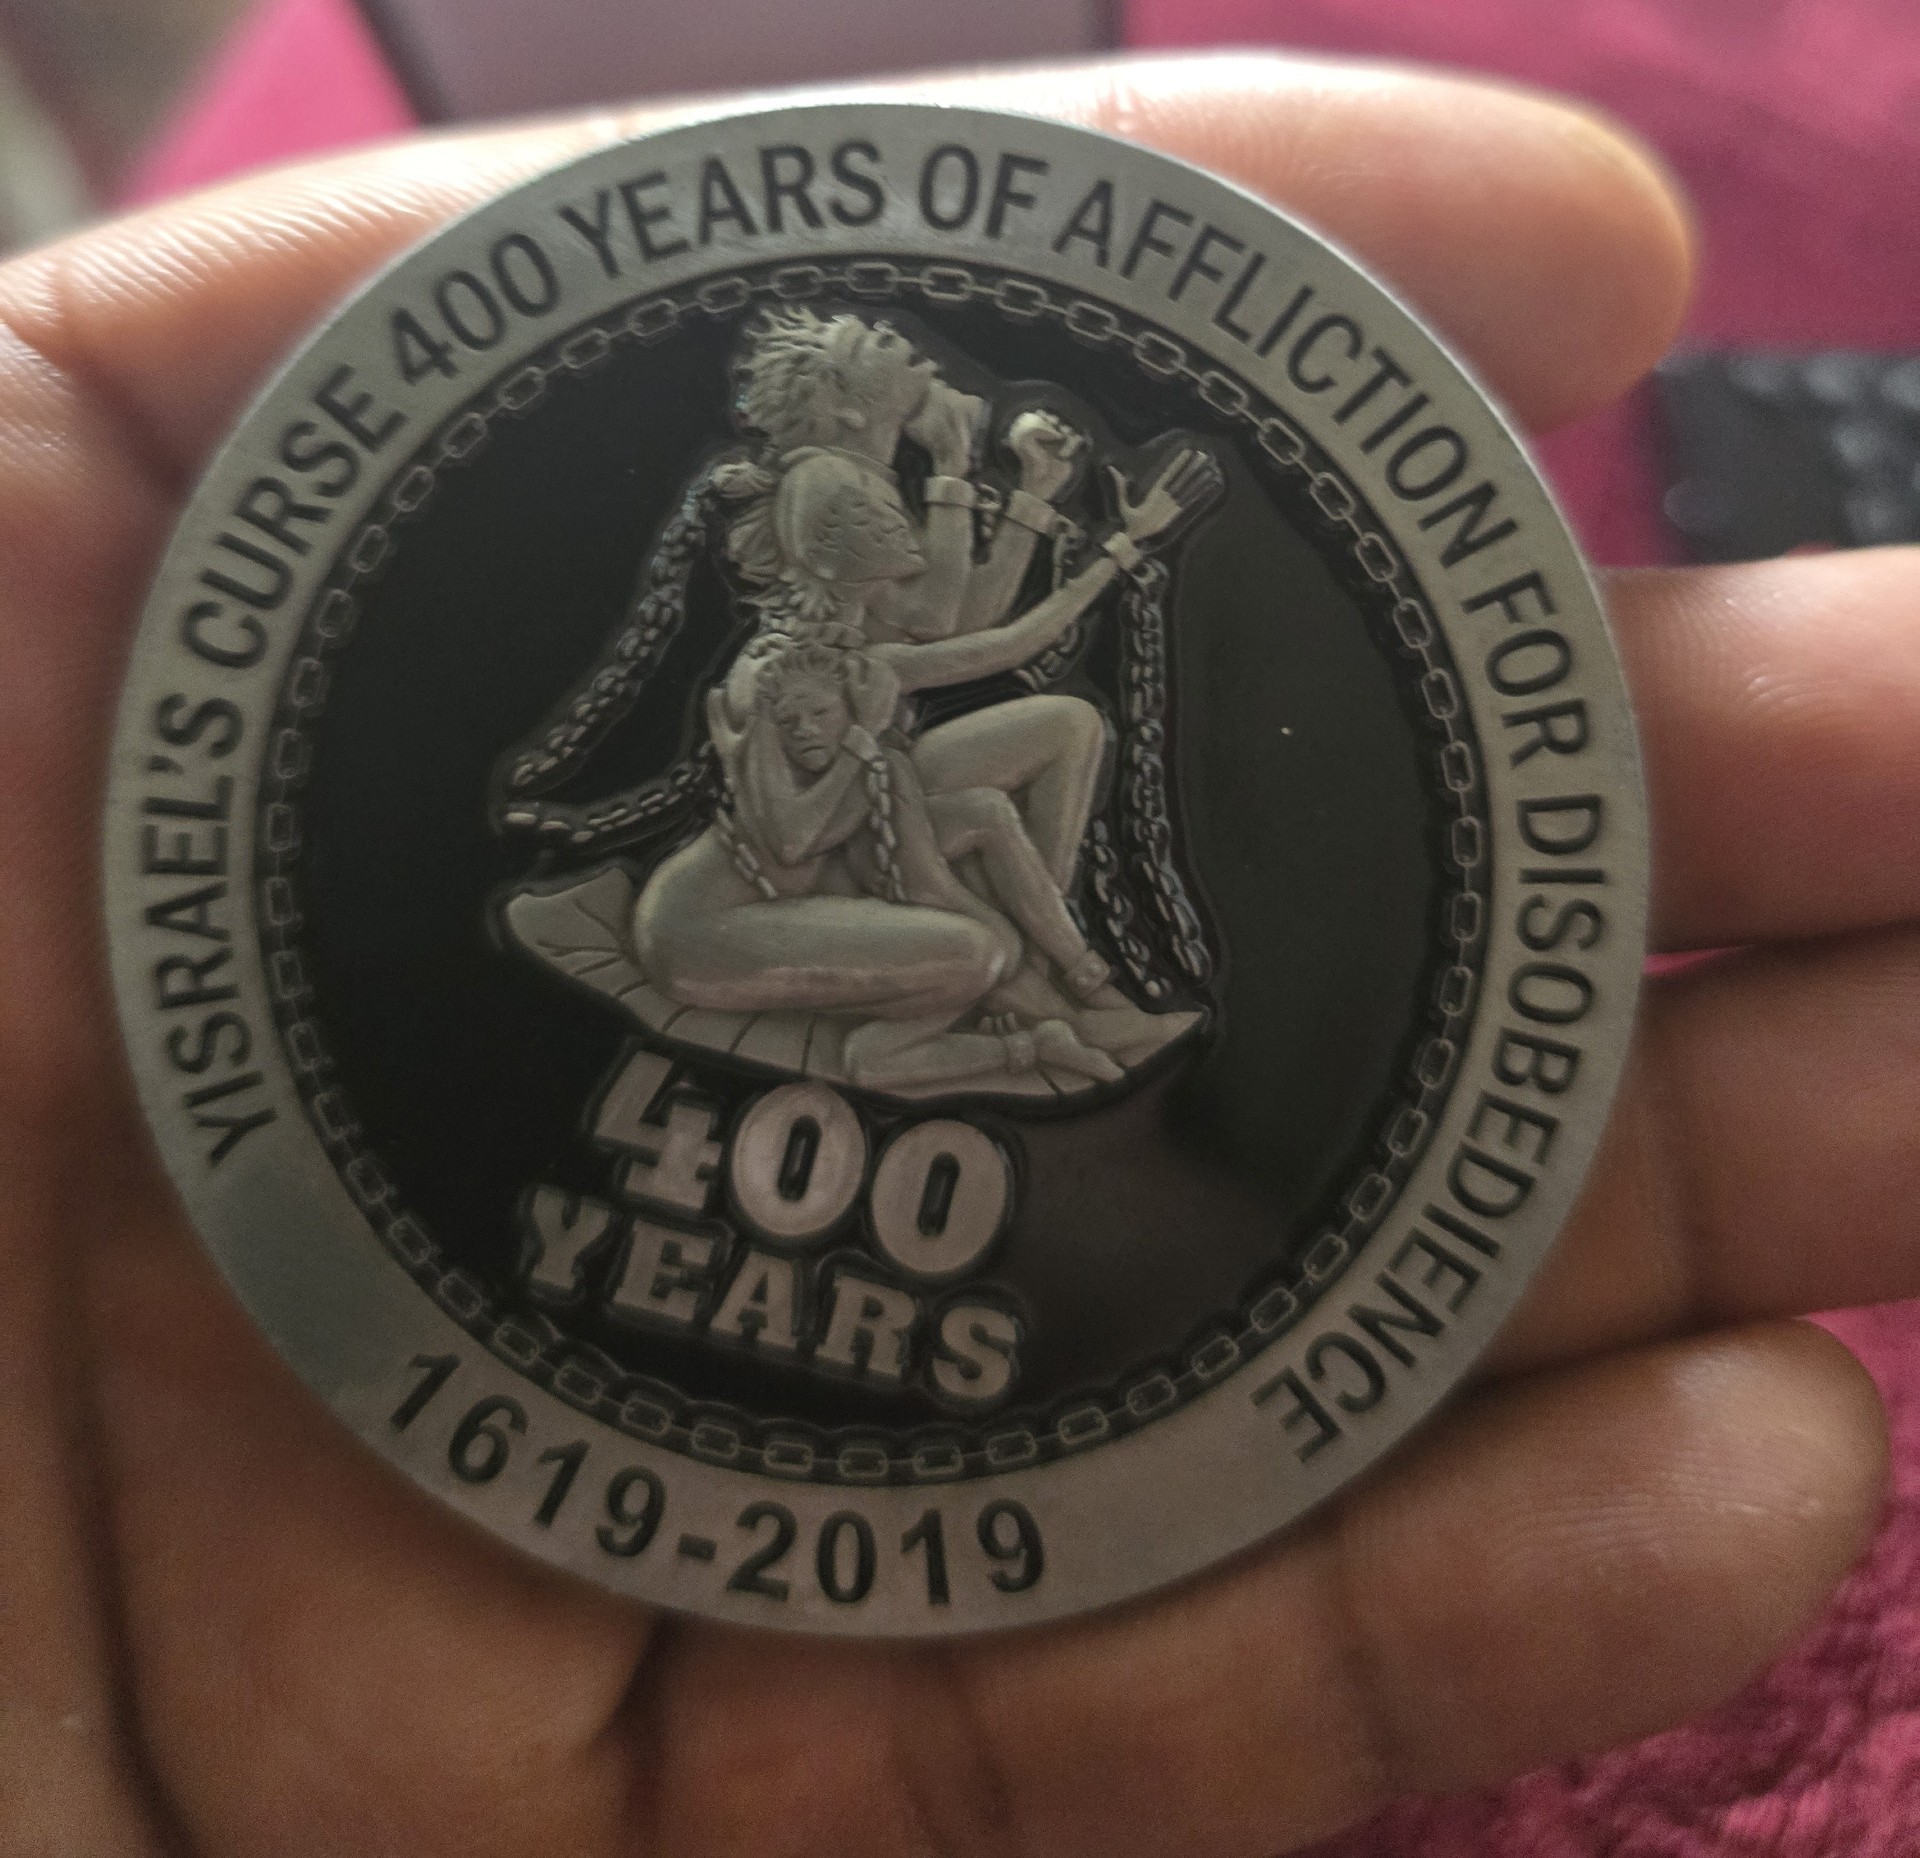 YISRAEL'S CURSE 400 YEARS OF AFFLICTION FOR DISOBEDIENCE
400
YEARS
1619-2019